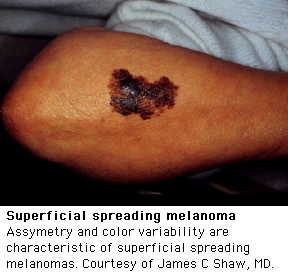 Superficial spreading melanoma
Assymetry and color variability are
characteristic of superficial spreading
melanomas. Courtesy of James C Shaw, MD.